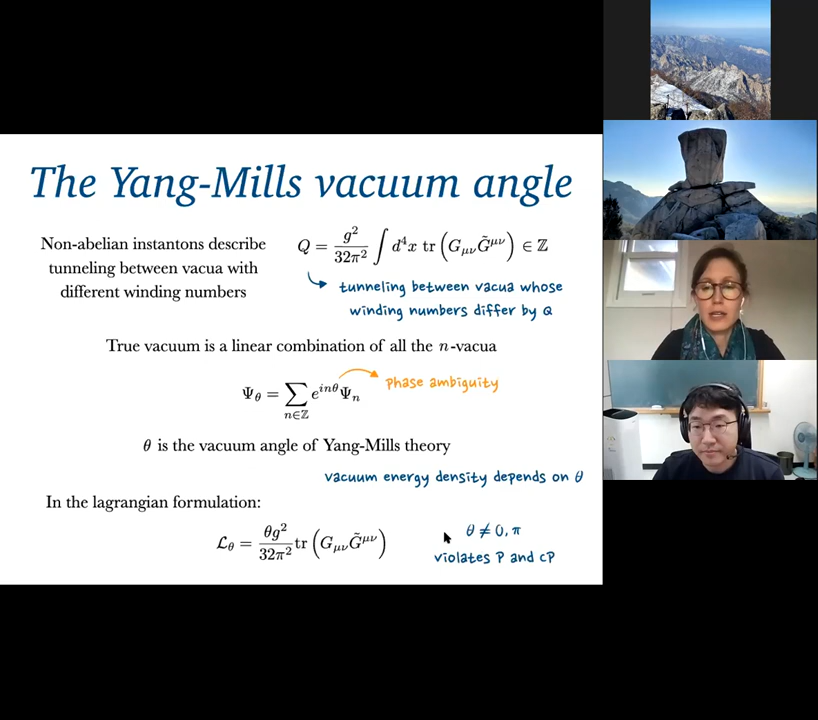 The Yang-Mills vacuum angle
Non-abelian instantons describe
tunneling between vacua with
different winding numbers
Q = g²/32π² ∫ d⁴x tr (G_μν G̃^μν) ∈ ℤ
tunneling between vacua whose
winding numbers differ by Q
True vacuum is a linear combination of all the n-vacua
Ψ_θ = ∑_{n∈ℤ} e^{inθ} Ψ_n
phase ambiguity
θ is the vacuum angle of Yang-Mills theory
vacuum energy density depends on θ
In the lagrangian formulation:
ℒ_θ = θg²/32π² tr (G_μν G̃^μν)
θ ≠ 0, π
violates P and CP